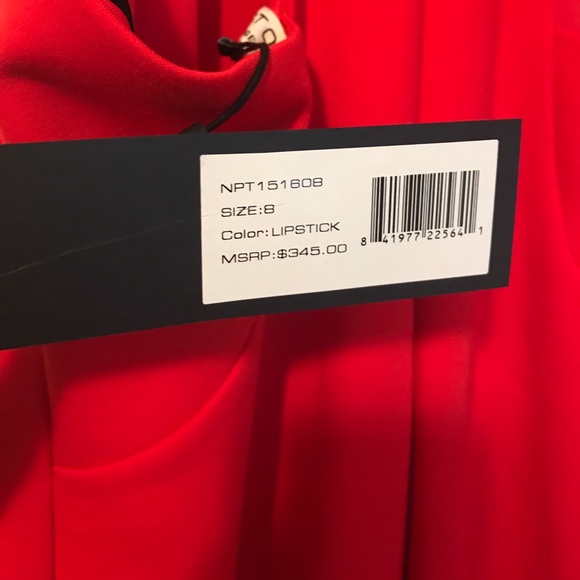 NPT151608
SIZE:8
Color: LIPSTICK
MSRP:$345.00
8 41977 22564 1